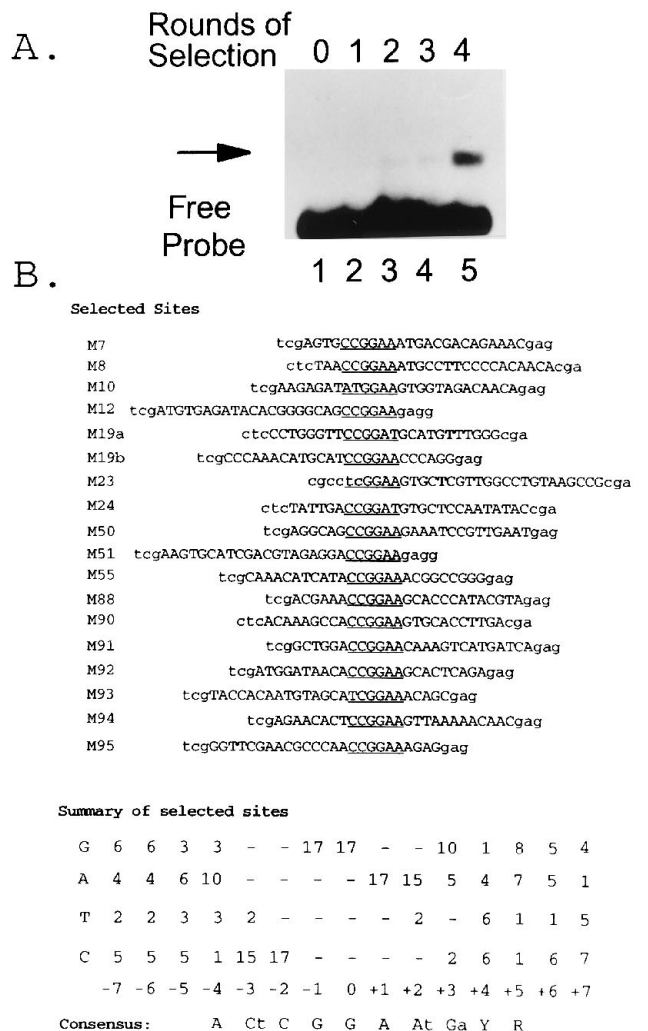 A.
Rounds of Selection 0 1 2 3 4
Free Probe
1 2 3 4 5
B.
Selected Sites
M7 tcgAGTGCCGGAAATGACGACAGAAACgag
M8 ctcTAACCGGAAATGCCTTCCCCACAACAcga
M10 tcgAAGAGATATGGAAGTGGTAGACAACAgag
M12 tcgATGTGAGATACACGGGGCAGCCGGAAgagg
M19a ctcCCTGGGTTCCGGATGCATGTTTGGGcga
M19b tcgCCCAAACATGCATCCGGAACCCAGGgag
M23 cgcctcGGAAGTGCTCGTTGGCCTGTAAGCCGcga
M24 ctcTATTGACCGGATGTGCTCCAATATACcga
M50 tcgAGGCAGCCGGAAGAAATCCGTTGAATgag
M51 tcgAAGTGCATCGACGTAGAGGACCGGAAgagg
M55 tcgCAAACATCATACCGGAAACGGCCGGGgag
M88 tcgACGAAACCGGAAGCACCCATACGTAgag
M90 ctcACAAAGCCACCGGAAGTGCACCTTGAcga
M91 tcgGCTGGACCGGAACAAAGTCATGATCAgag
M92 tcgATGGATAACACCGGAAGCACTCAGAgag
M93 tcgTACCACAATGTAGCATCGGAAACAGCgag
M94 tcgAGAACACTCCGGAAGTTAAAAACAACgag
M95 tcgGGTTCGAACGCCCAACCGGAAAGAGgag
Summary of selected sites
G 6 6 3 3 - - 17 17 - - 10 1 8 5 4
A 4 4 6 10 - - - - 17 15 5 4 7 5 1
T 2 2 3 3 2 - - - - 2 - 6 1 1 5
C 5 5 5 1 15 17 - - - - 2 6 1 6 7
-7 -6 -5 -4 -3 -2 -1 0 +1 +2 +3 +4 +5 +6 +7
Consensus: A Ct C G G A At Ga Y R